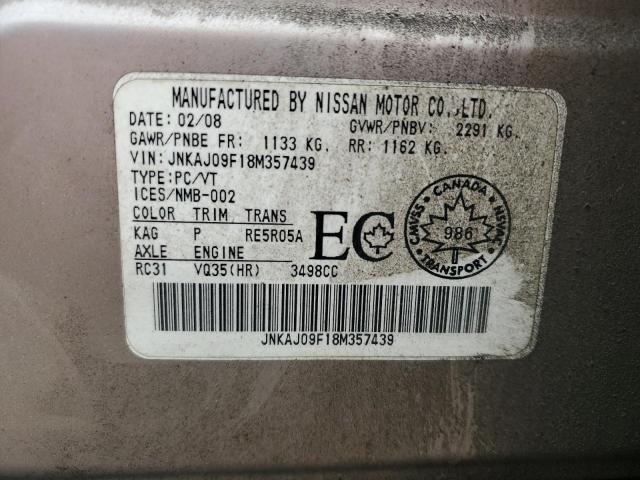 MANUFACTURED BY NISSAN MOTOR CO.,LTD.
DATE: 02/08 GVWR/PNBV: 2291 KG.
GAWR/PNBE FR: 1133 KG. RR: 1162 KG.
VIN: JNKAJ09F18M357439
TYPE: PC/VT
ICES/NMB-002
COLOR TRIM TRANS
KAG P RE5R05A
AXLE ENGINE
RC31 VQ35(HR) 3498CC
EC
CANADA
CMVSS 986 NSVAC
TRANSPORT
JNKAJ09F18M357439